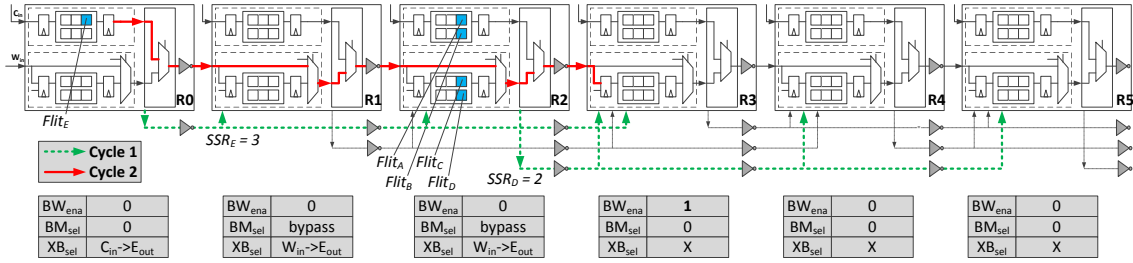 C_in
W_in
R0 R1 R2 R3 R4 R5
Flit_E
SSR_E = 3
Flit_A
Flit_B
Flit_C
Flit_D
SSR_D = 2
Cycle 1
Cycle 2
BW_ena 0 BW_ena 0 BW_ena 0 BW_ena 1 BW_ena 0 BW_ena 0
BM_sel 0 BM_sel bypass BM_sel bypass BM_sel 0 BM_sel 0 BM_sel 0
XB_sel C_in->E_out XB_sel W_in->E_out XB_sel W_in->E_out XB_sel X XB_sel X XB_sel X